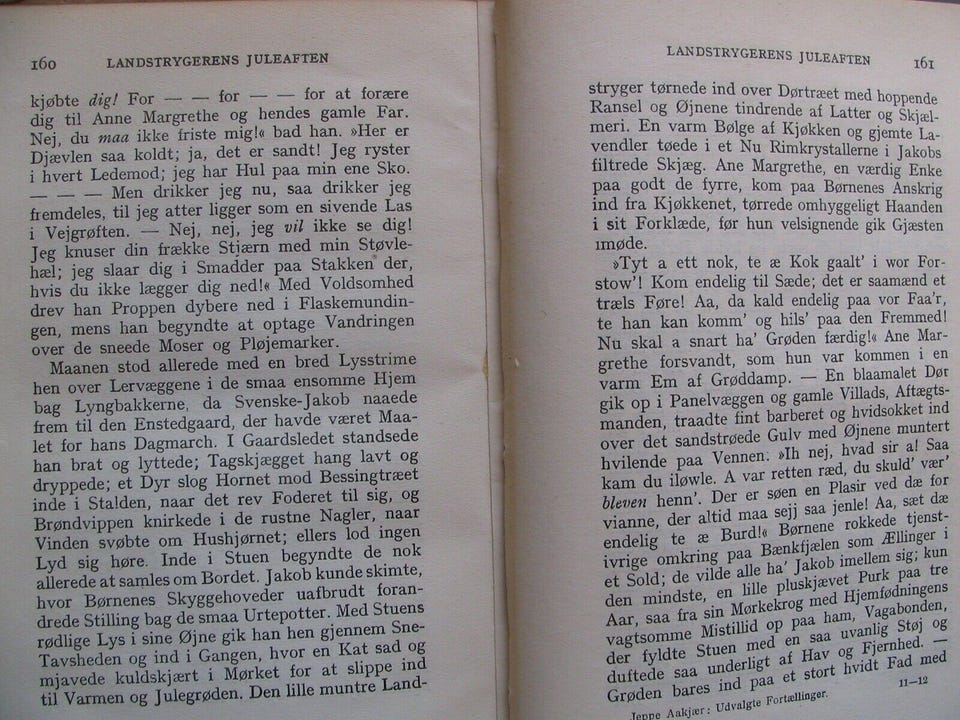 160 LANDSTRYGERENS JULEAFTEN
kjøbte dig! For — — for — — for at forære
dig til Anne Margrethe og hendes gamle Far.
Nej, du maa ikke friste mig!« bad han. »Her er
Djævlen saa koldt; ja, det er sandt! Jeg ryster
i hvert Ledemod; jeg har Hul paa min ene Sko.
— — — Men drikker jeg nu, saa drikker jeg
fremdeles, til jeg atter ligger som en sivende Las
i Vejgrøften. — Nej, nej, jeg vil ikke se dig!
Jeg knuser din frække Stjærn med min Støvle-
hæl; jeg slaar dig i Smadder paa Stakken der,
hvis du ikke lægger dig ned!« Med Voldsomhed
drev han Proppen dybere ned i Flaskemundin-
gen, mens han begyndte at optage Vandringen
over de sneede Moser og Pløjemarker.
Maanen stod allerede med en bred Lysstrime
hen over Lervæggene i de smaa ensomme Hjem
bag Lyngbakkerne, da Svenske-Jakob naaede
frem til den Enstedgaard, der havde været Maa-
let for hans Dagmarch. I Gaardsledet standsede
han brat og lyttede; Tagskjægget hang lavt og
dryppede; et Dyr slog Hornet mod Bessingtræet
inde i Stalden, naar det rev Foderet til sig, og
Brøndvippen knirkede i de rustne Nagler, naar
Vinden svøbte om Hushjørnet; ellers lod ingen
Lyd sig høre. Inde i Stuen begyndte de nok
allerede at samles om Bordet. Jakob kunde skimte,
hvor Børnenes Skyggehoveder uafbrudt foran-
drede Stilling bag de smaa Urtepotter. Med Stuens
rødlige Lys i sine Øjne gik han hen gjennem Sne-
Tavsheden og ind i Gangen, hvor en Kat sad og
mjavede kuldskjært i Mørket for at slippe ind
til Varmen og Julegrøden. Den lille muntre Land-
LANDSTRYGERENS JULEAFTEN 161
stryger tørnede ind over Dørtræet med hoppende
Ransel og Øjnene tindrende af Latter og Skjæl-
meri. En varm Bølge af Kjøkken og gjemte La-
vendler tøede i et Nu Rimkrystallerne i Jakobs
filtrede Skjæg. Ane Margrethe, en værdig Enke
paa godt de fyrre, kom paa Børnenes Anskrig
ind fra Kjøkkenet, tørrede omhyggeligt Haanden
i sit Forklæde, før hun velsignende gik Gjæsten
imøde.
»Tyt a ett nok, te æ Kok gaalt' i wor For-
stow'! Kom endelig til Sæde; det er saamænd et
træls Føre! Aa, da kald endelig paa vor Faa'r,
te han kan komm' og hils' paa den Fremmed!
Nu skal a snart ha' Grøden færdig!« Ane Mar-
grethe forsvandt, som hun var kommen i en
varm Em af Grøddamp. — En blaamalet Dør
gik op i Panelvæggen og gamle Villads, Aftægts-
manden, traadte fint barberet og hvidsokket ind
over det sandstrøede Gulv med Øjnene muntert
hvilende paa Vennen: »Ih nej, hvad sir a! Saa
kam du iløwle. A var retten ræd, du skuld' vær'
bleven henn'. Der er søen en Plasir ved dæ for
vianne, der altid maa sejj saa jenle! Aa, sæt dæ
endelig te æ Burd!« Børnene rokkede tjenst-
ivrige omkring paa Bænkfjælen som Ællinger i
et Sold; de vilde alle ha' Jakob imellem sig; kun
den mindste, en lille pluskjævet Purk paa tre
Aar, saa fra sin Mørkekrog med Hjemfødningens
vagtsomme Mistillid op paa ham, Vagabonden,
der fyldte Stuen med en saa uvanlig Støj og
duftede saa underligt af Hav og Fjernhed. —
Grøden bares ind paa et stort hvidt Fad med
Jeppe Aakjær: Udvalgte Fortællinger. 11—12